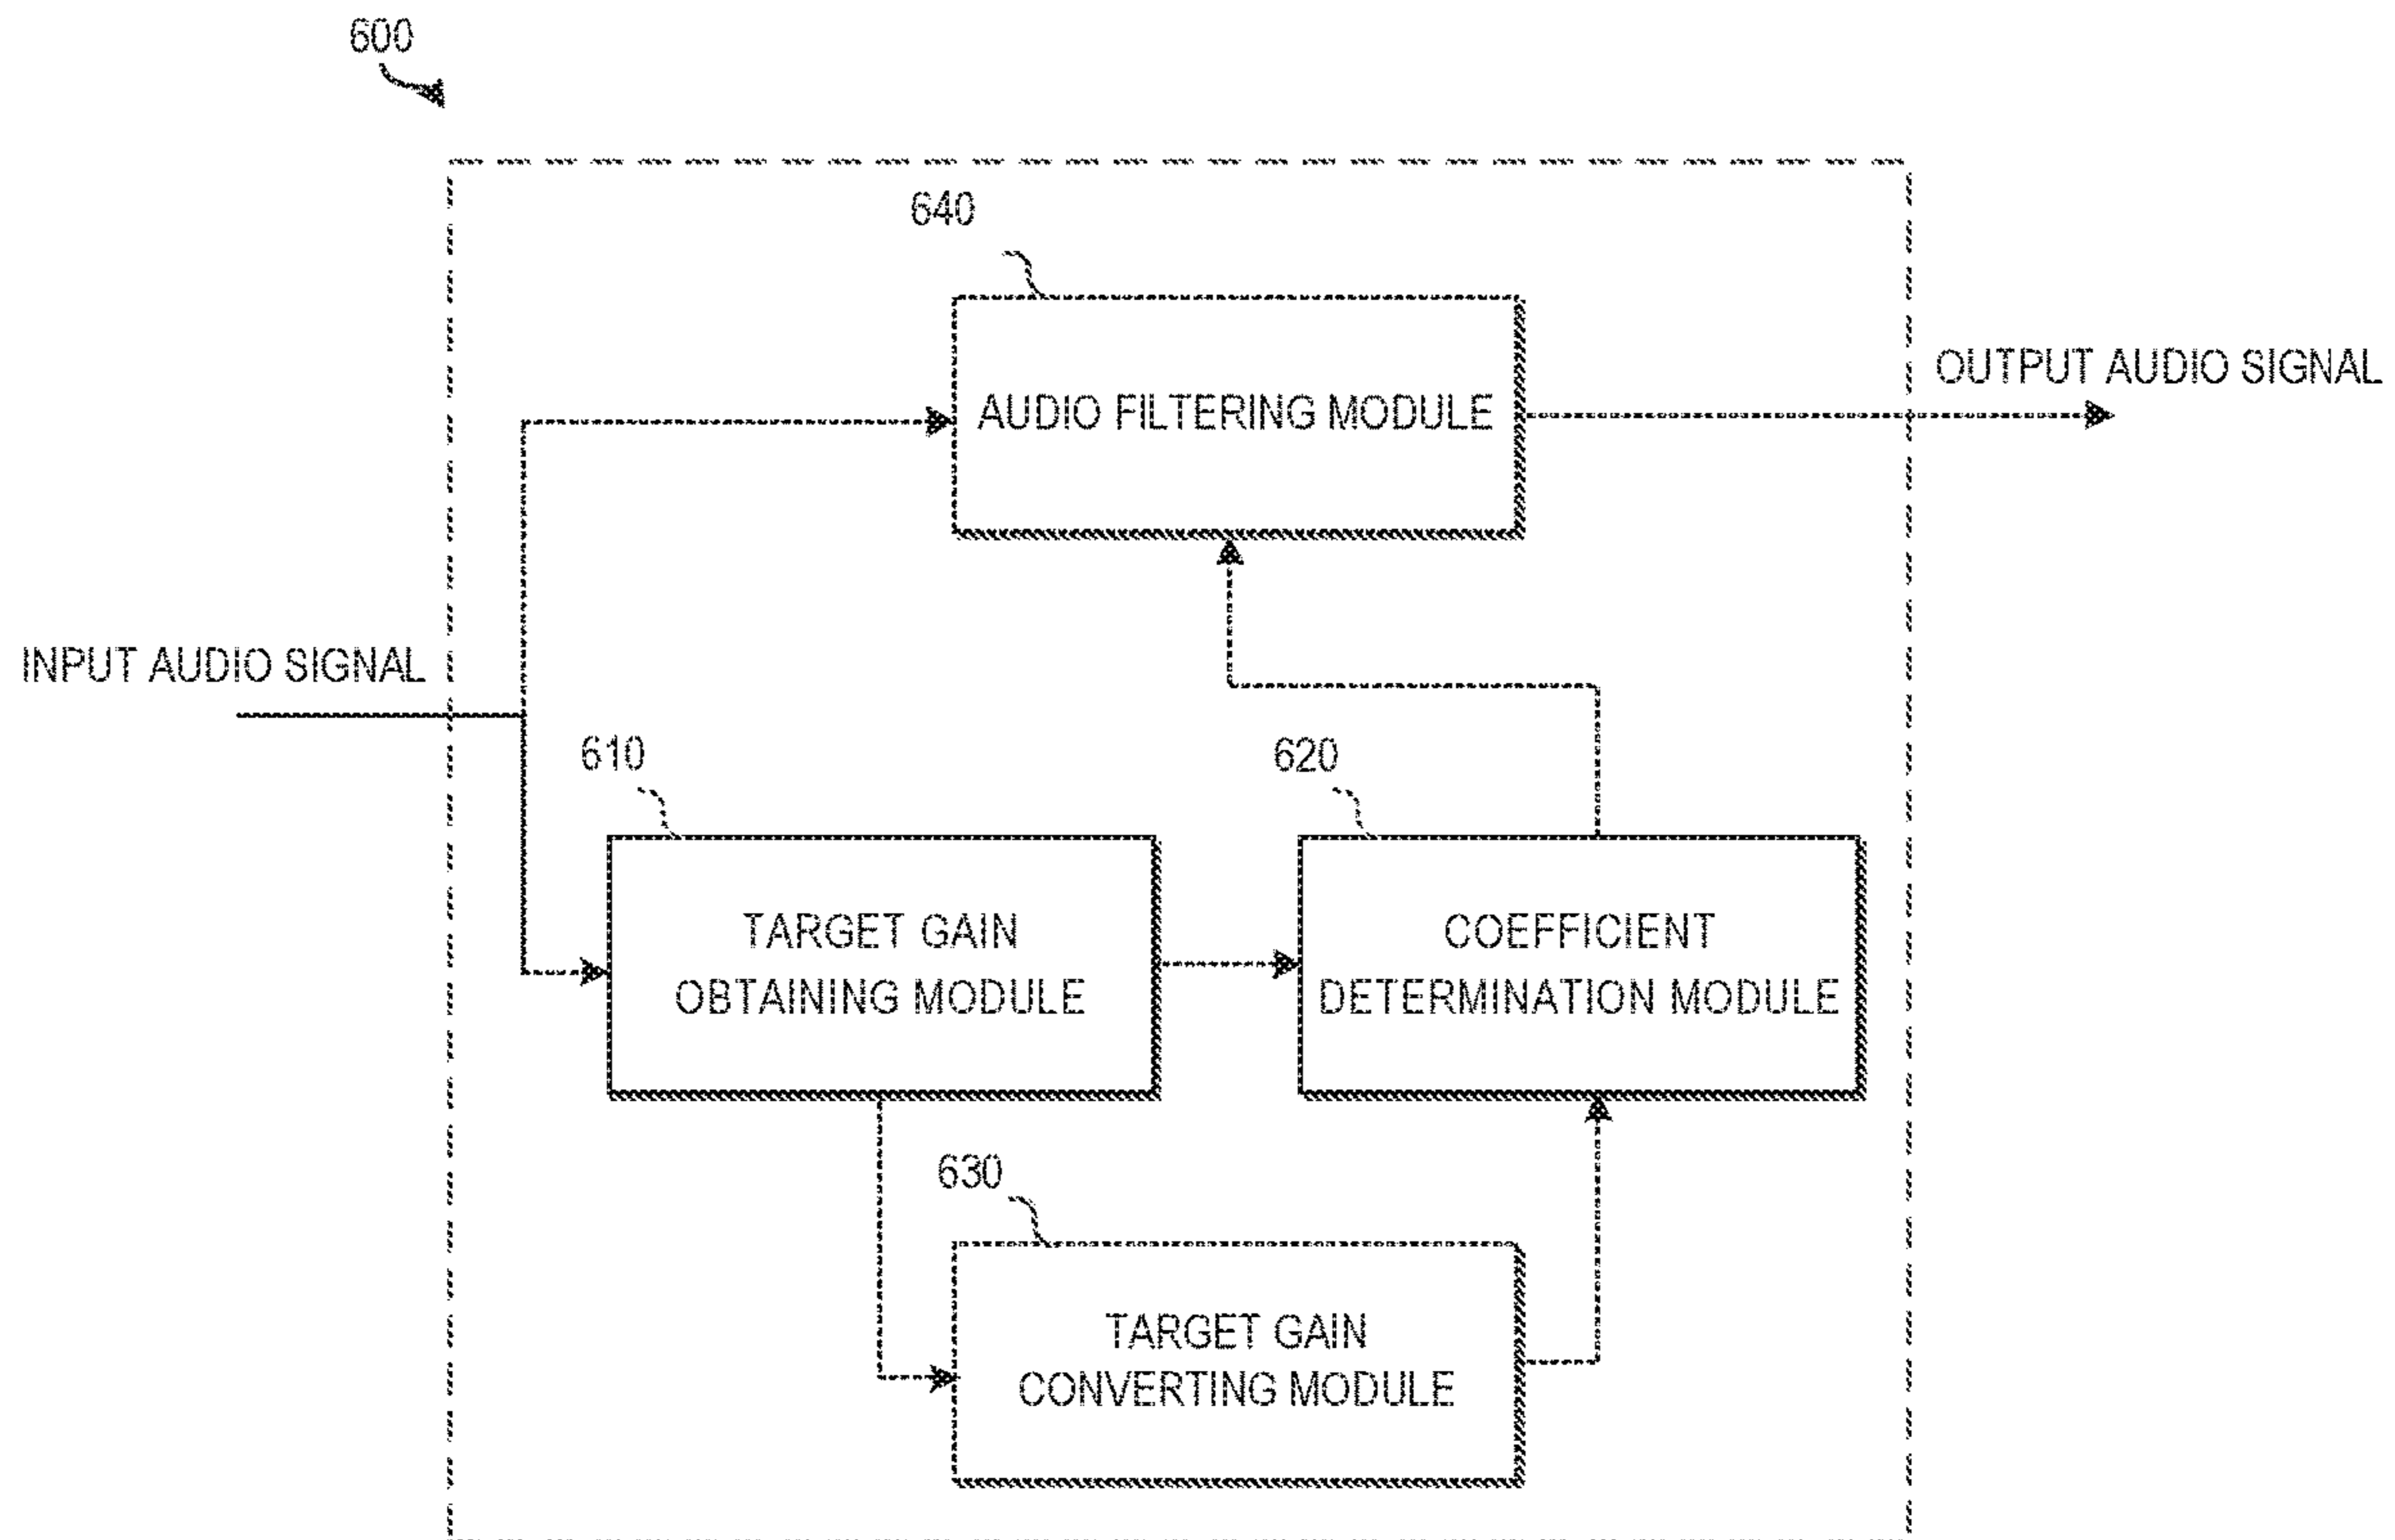 600
640
AUDIO FILTERING MODULE
OUTPUT AUDIO SIGNAL
INPUT AUDIO SIGNAL
610
TARGET GAIN
OBTAINING MODULE
620
COEFFICIENT
DETERMINATION MODULE
630
TARGET GAIN
CONVERTING MODULE